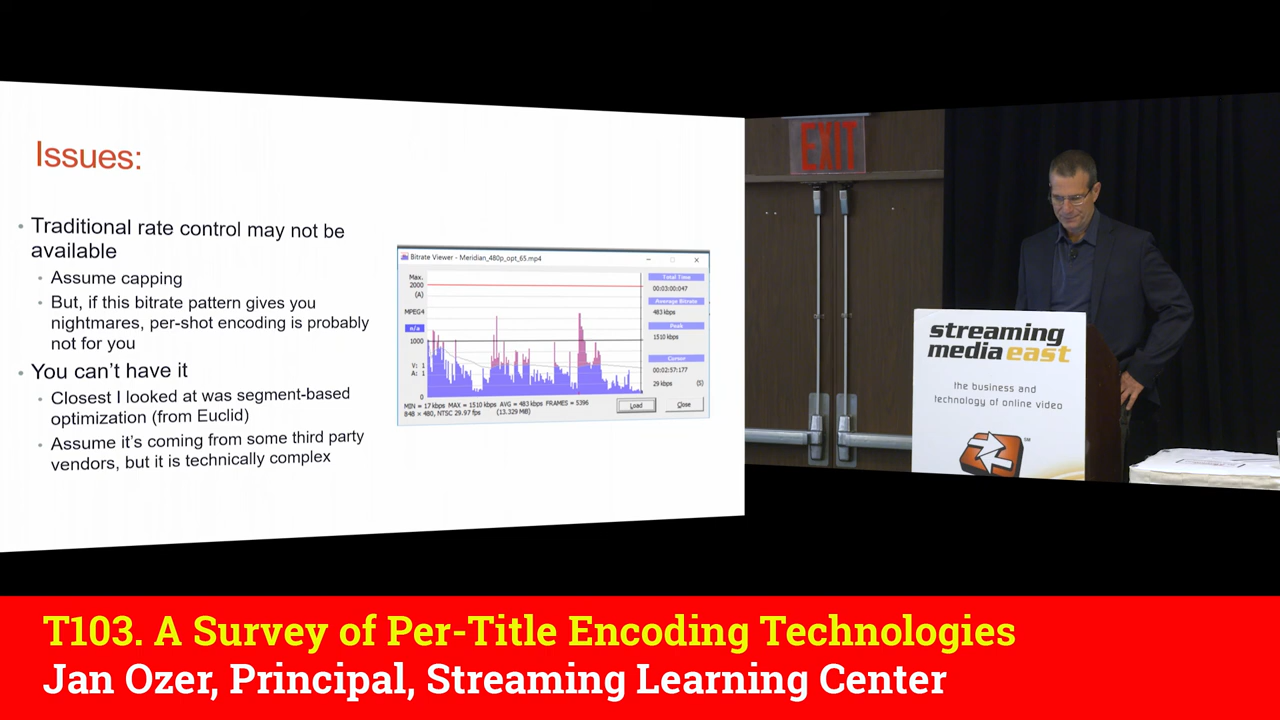 Issues:
• Traditional rate control may not be
available
• Assume capping
• But, if this bitrate pattern gives you
nightmares, per-shot encoding is probably
not for you
• You can't have it
• Closest I looked at was segment-based
optimization (from Euclid)
• Assume it's coming from some third party
vendors, but it is technically complex
Bitrate Viewer - Meridian_480p_opt_65.mp4
Max.
2000
(A)
MPEG4
n/a
1000
V: 1
A: 1
0
Total Time
00:03:00:047
Average Bitrate
483 kbps
Peak
1510 kbps
Cursor
00:02:57:177
29 kbps (S)
MIN = 17 kbps MAX = 1510 kbps AVG = 483 kbps FRAMES = 5396
848 × 480, NTSC 29.97 fps (13.329 MiB)
Load
Close
EXIT
streaming
media east
the business and
technology of online video
SM
T103. A Survey of Per-Title Encoding Technologies
Jan Ozer, Principal, Streaming Learning Center